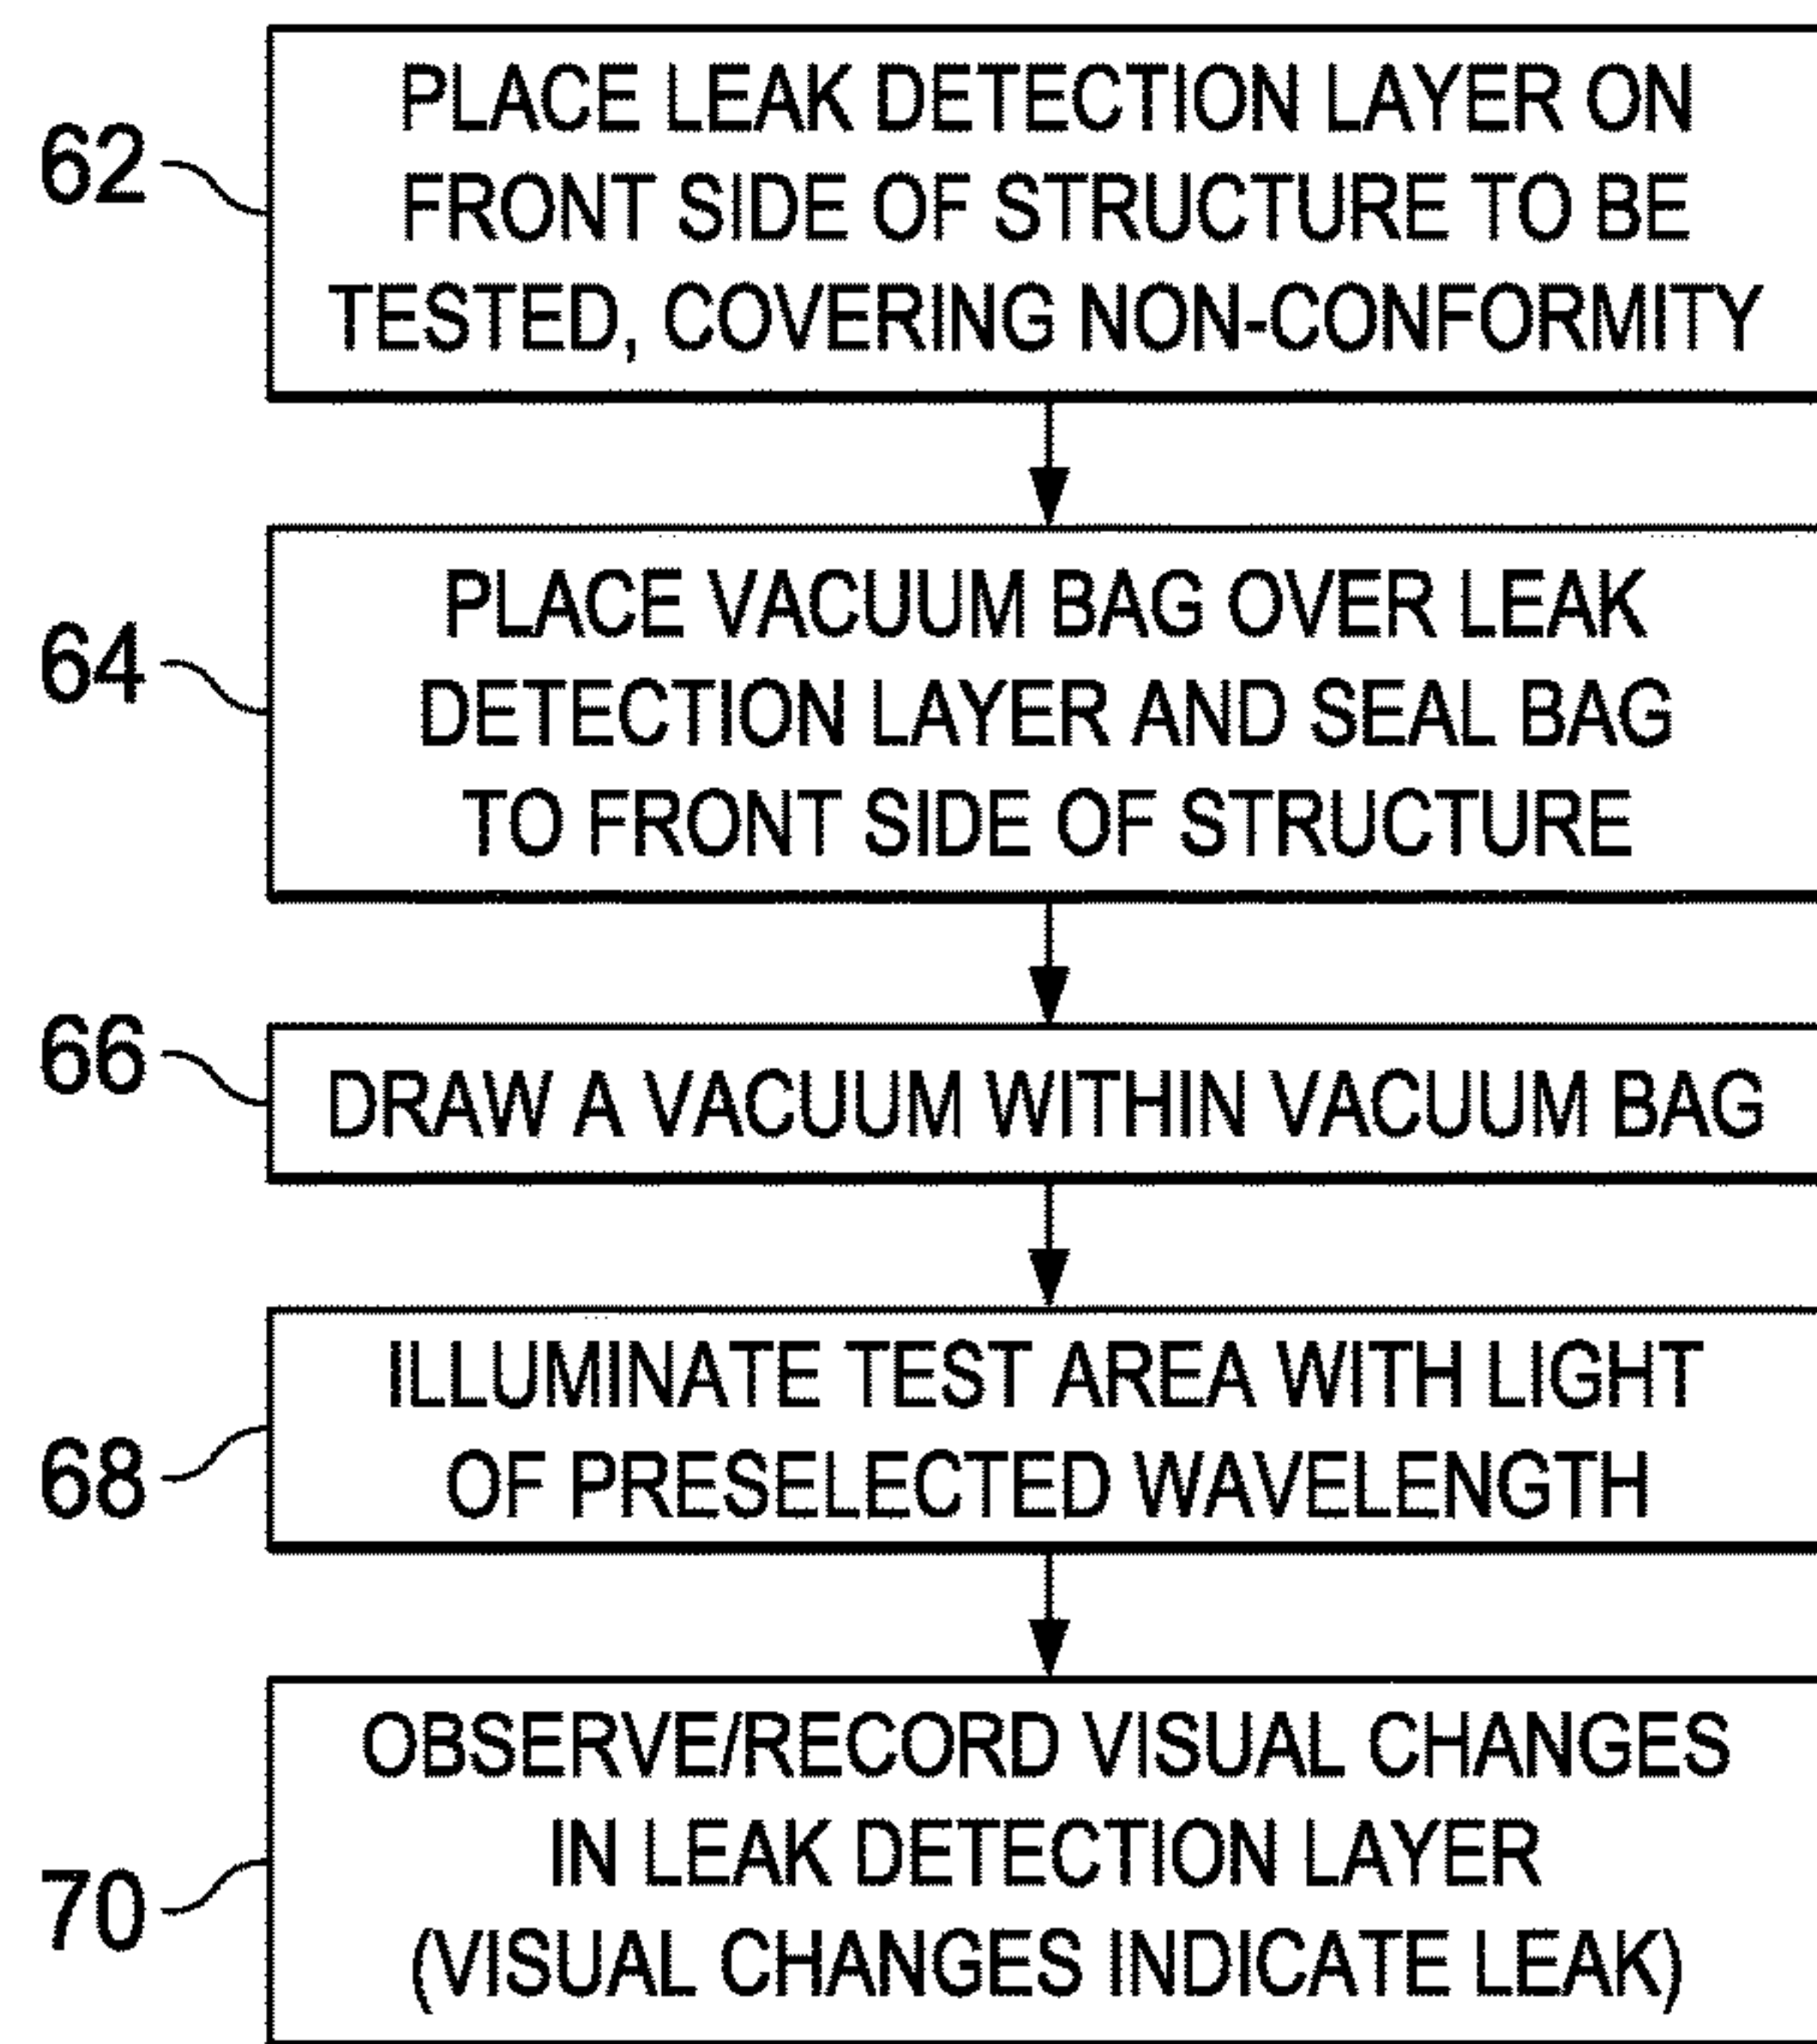 62
PLACE LEAK DETECTION LAYER ON
FRONT SIDE OF STRUCTURE TO BE
TESTED, COVERING NON-CONFORMITY
64
PLACE VACUUM BAG OVER LEAK
DETECTION LAYER AND SEAL BAG
TO FRONT SIDE OF STRUCTURE
66
DRAW A VACUUM WITHIN VACUUM BAG
68
ILLUMINATE TEST AREA WITH LIGHT
OF PRESELECTED WAVELENGTH
70
OBSERVE/RECORD VISUAL CHANGES
IN LEAK DETECTION LAYER
(VISUAL CHANGES INDICATE LEAK)